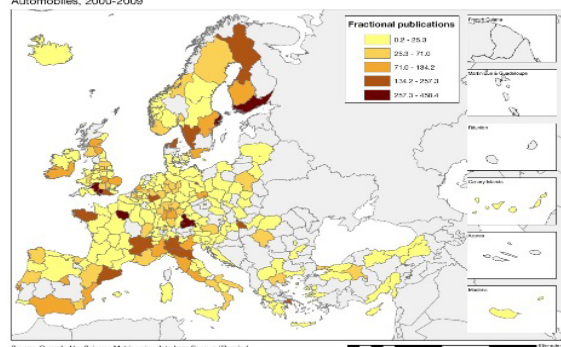 Automobiles, 2000-2009
Fractional publications
0.2 - 25.3
25.3 - 71.0
71.0 - 134.2
134.2 - 257.3
257.3 - 458.4
French Guiana
Martinique & Guadeloupe
Réunion
Canary Islands
Azores
Madeira